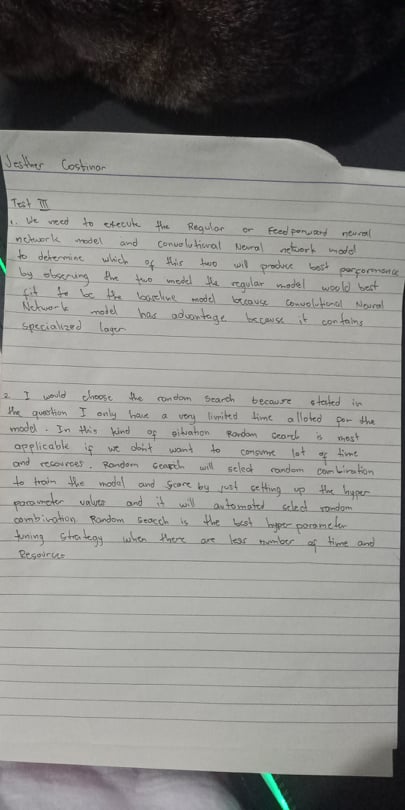 Jesther Costinar
Test III
1. We need to execute the Regular or Feedforward neural
network model and convolutional Neural network model
to determine which of this two will produce best performance
by observing the two model the regular model would best
fit to be the baseline model because convolutional Neural
Network model has advantage because it contains
specialized layer
2. I would choose the random search because stated in
the question I only have a very limited time alloted for the
model. In this kind of situation Random search is most
applicable if we don't want to consume lot of time
and resources. Random search will select random combination
to train the model and score by just setting up the hyper
parameter values and it will automated select random
combination. Random search is the best hyper parameter
tuning strategy when there are less number of time and
Resources